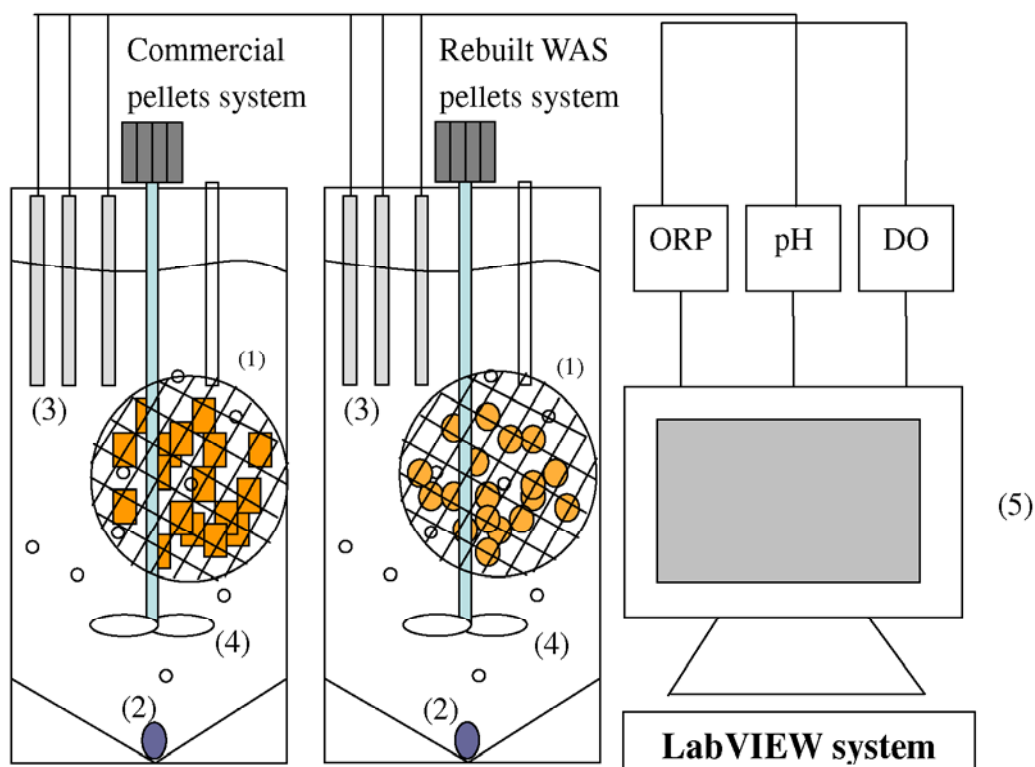 Commercial
pellets system
Rebuilt WAS
pellets system
ORP
pH
DO
(1)
(1)
(3)
(3)
(5)
(4)
(4)
(2)
(2)
LabVIEW system